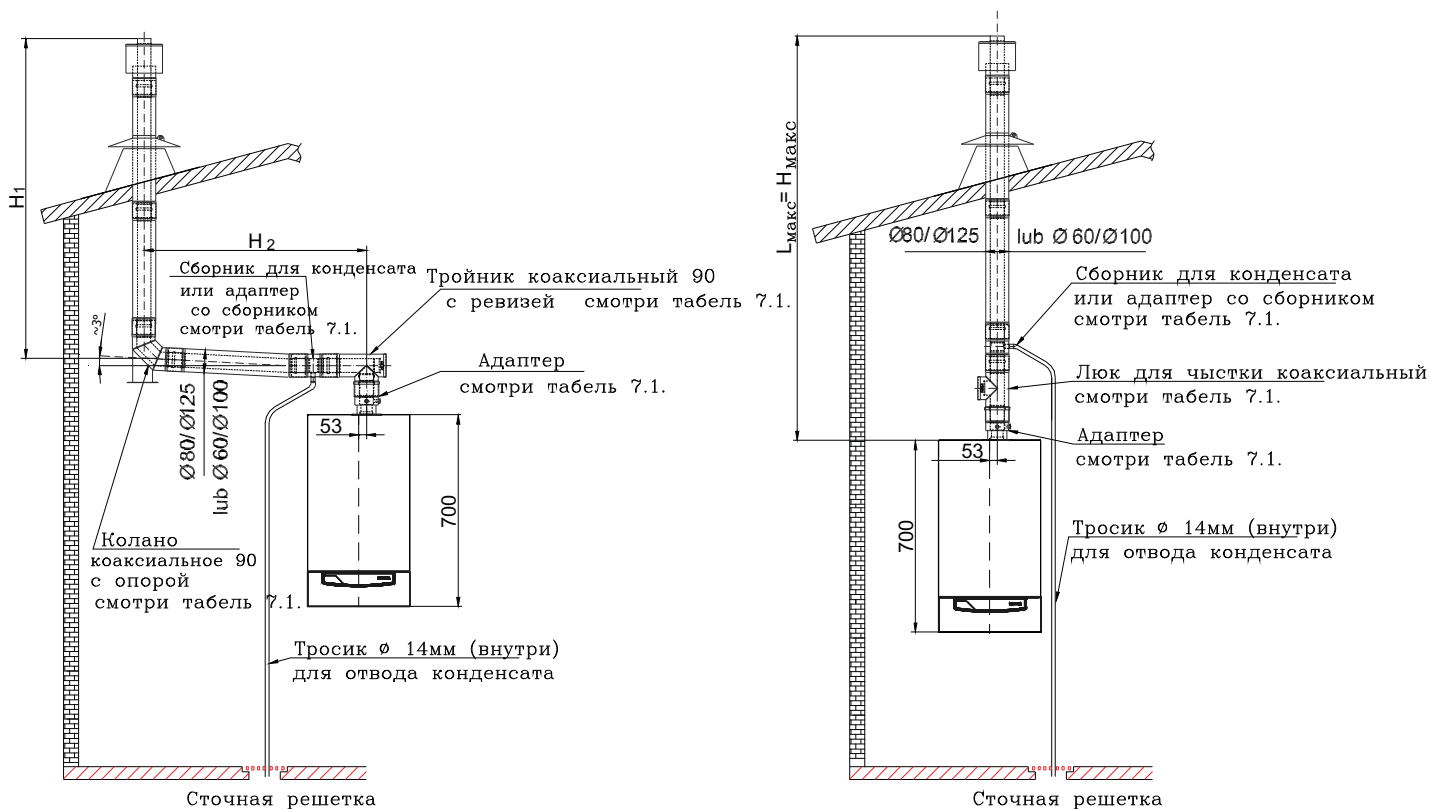 H1
H2
Сборник для конденсата
или адаптер
со сборником
смотри табель 7.1.
Тройник коаксиальный 90
с ревизей смотри табель 7.1.
~3°
Адаптер
смотри табель 7.1.
Ø80/Ø125
lub Ø60/Ø100
53
700
Колано
коаксиальное 90
с опорой
смотри табель 7.1.
Тросик ø 14мм (внутри)
для отвода конденсата
Сточная решетка
Lмакс= Hмакс
Ø80/Ø125 lub Ø60/Ø100
Сборник для конденсата
или адаптер со сборником
смотри табель 7.1.
Люк для чыстки коаксиальный
смотри табель 7.1.
Адаптер
смотри табель 7.1.
53
700
Тросик ø 14мм (внутри)
для отвода конденсата
Сточная решетка